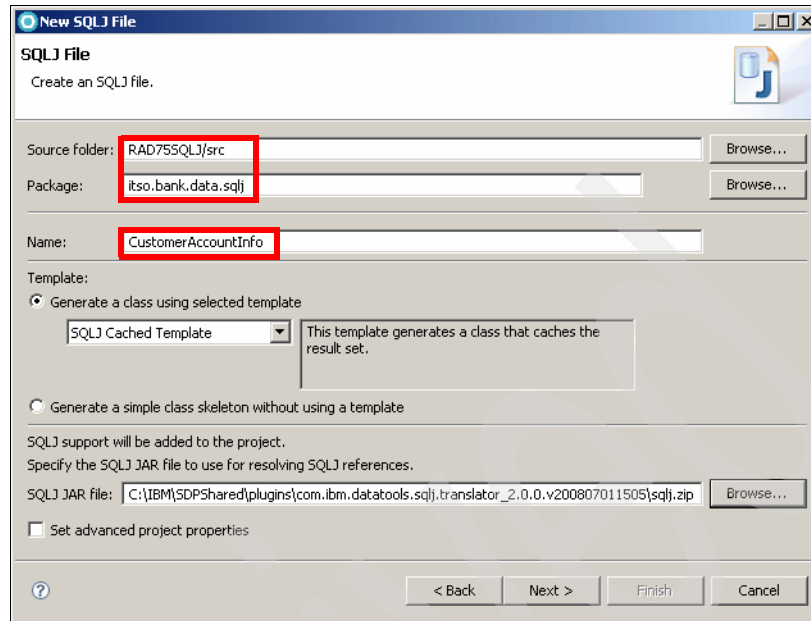 New SQLJ File
SQLJ File
Create an SQLJ file.
Source folder: RAD75SQLJ/src Browse...
Package: itso.bank.data.sqlj Browse...
Name: CustomerAccountInfo
Template:
Generate a class using selected template
SQLJ Cached Template This template generates a class that caches the
result set.
Generate a simple class skeleton without using a template
SQLJ support will be added to the project.
Specify the SQLJ JAR file to use for resolving SQLJ references.
SQLJ JAR file: C:\IBM\SDPShared\plugins\com.ibm.datatools.sqlj.translator_2.0.0.v200807011505\sqlj.zip Browse...
Set advanced project properties
? < Back Next > Finish Cancel